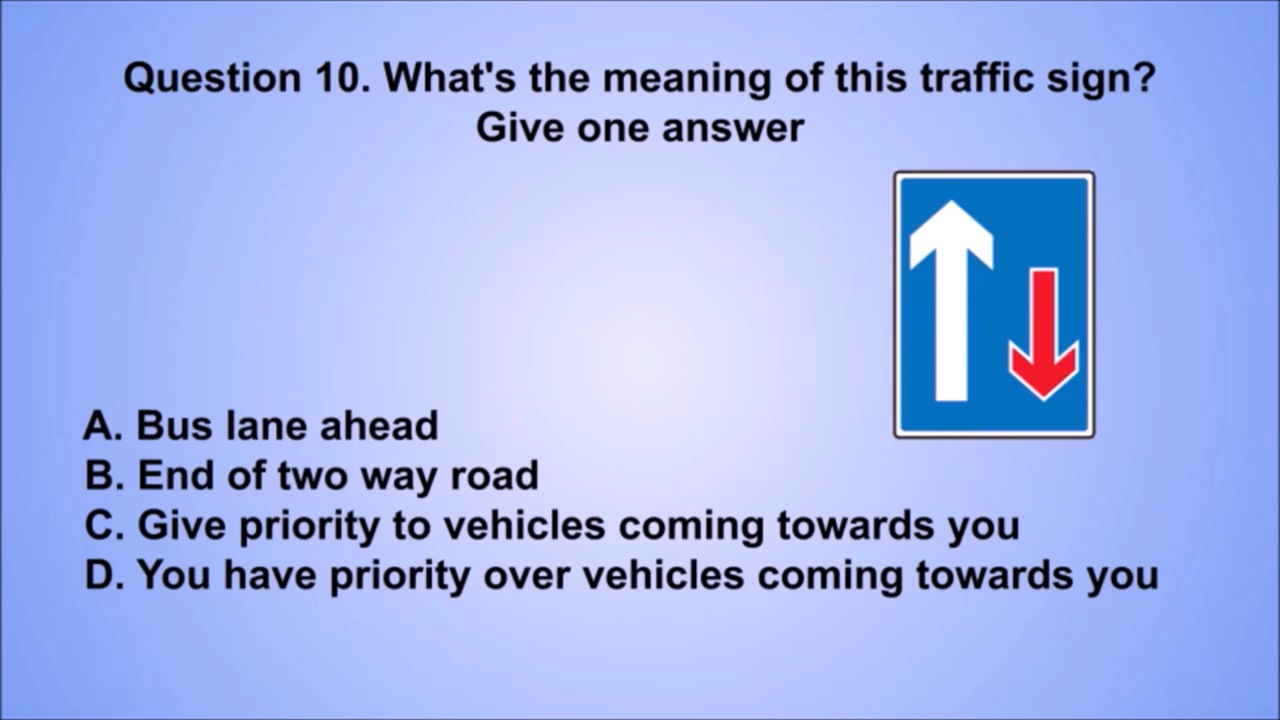 Question 10. What's the meaning of this traffic sign?
Give one answer
A. Bus lane ahead
B. End of two way road
C. Give priority to vehicles coming towards you
D. You have priority over vehicles coming towards you